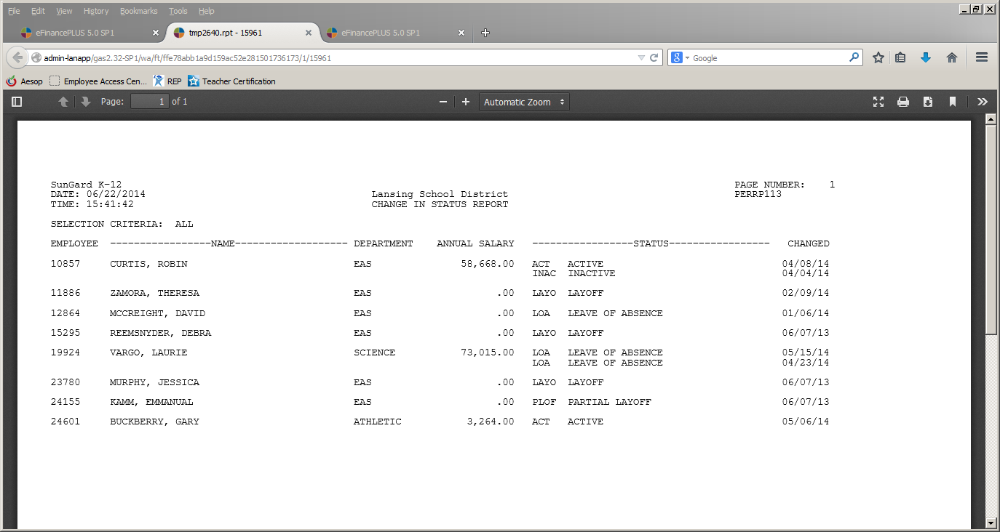 File Edit View History Bookmarks Tools Help
eFinancePLUS 5.0 SP1 tmp2640.rpt - 15961 eFinancePLUS 5.0 SP1
admin-lanapp/gas2.32-SP1/wa/ft/ffe78abb1a9d159ac52e281501736173/1/15961 Google
Aesop Employee Access Cen... REP Teacher Certification
Page: 1 of 1 Automatic Zoom
SunGard K-12 PAGE NUMBER: 1
DATE: 06/22/2014 Lansing School District PERRP113
TIME: 15:41:42 CHANGE IN STATUS REPORT
SELECTION CRITERIA: ALL
EMPLOYEE -----------------NAME------------------- DEPARTMENT ANNUAL SALARY -----------------STATUS----------------- CHANGED
10857 CURTIS, ROBIN EAS 58,668.00 ACT ACTIVE 04/08/14
INAC INACTIVE 04/04/14
11886 ZAMORA, THERESA EAS .00 LAYO LAYOFF 02/09/14
12864 MCCREIGHT, DAVID EAS .00 LOA LEAVE OF ABSENCE 01/06/14
15295 REEMSNYDER, DEBRA EAS .00 LAYO LAYOFF 06/07/13
19924 VARGO, LAURIE SCIENCE 73,015.00 LOA LEAVE OF ABSENCE 05/15/14
LOA LEAVE OF ABSENCE 04/23/14
23780 MURPHY, JESSICA EAS .00 LAYO LAYOFF 06/07/13
24155 KAMM, EMMANUAL EAS .00 PLOF PARTIAL LAYOFF 06/07/13
24601 BUCKBERRY, GARY ATHLETIC 3,264.00 ACT ACTIVE 05/06/14